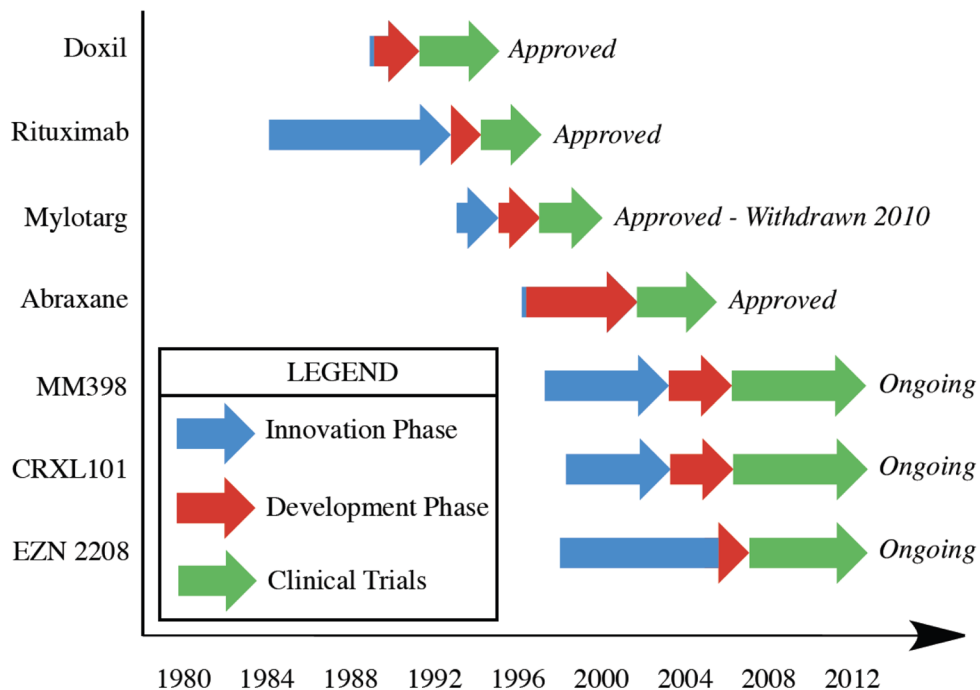 Doxil
Approved
Rituximab
Approved
Mylotarg
Approved - Withdrawn 2010
Abraxane
Approved
LEGEND
Innovation Phase
Development Phase
Clinical Trials
MM398
Ongoing
CRXL101
Ongoing
EZN 2208
Ongoing
1980 1984 1988 1992 1996 2000 2004 2008 2012